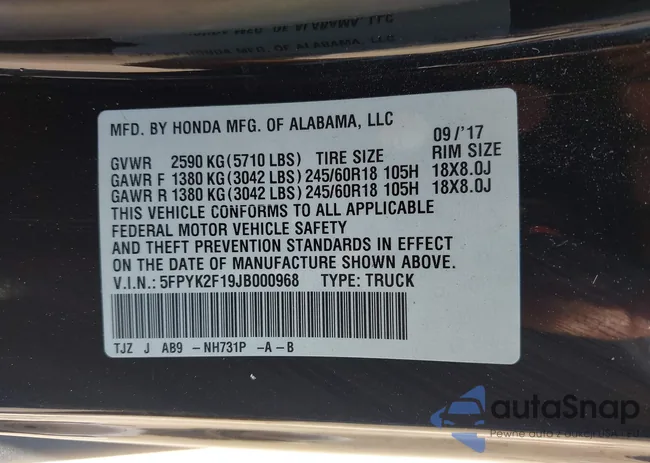 MFD. BY HONDA MFG. OF ALABAMA, LLC
09/'17
GVWR 2590 KG(5710 LBS) TIRE SIZE RIM SIZE
GAWR F 1380 KG(3042 LBS)245/60R18 105H 18X8.0J
GAWR R 1380 KG(3042 LBS)245/60R18 105H 18X8.0J
THIS VEHICLE CONFORMS TO ALL APPLICABLE
FEDERAL MOTOR VEHICLE SAFETY
AND THEFT PREVENTION STANDARDS IN EFFECT
ON THE DATE OF MANUFACTURE SHOWN ABOVE.
V.I.N.: 5FPYK2F19JB000968 TYPE: TRUCK
TJZ J AB9 -NH731P -A-B
autaSnap
Pewne auta z